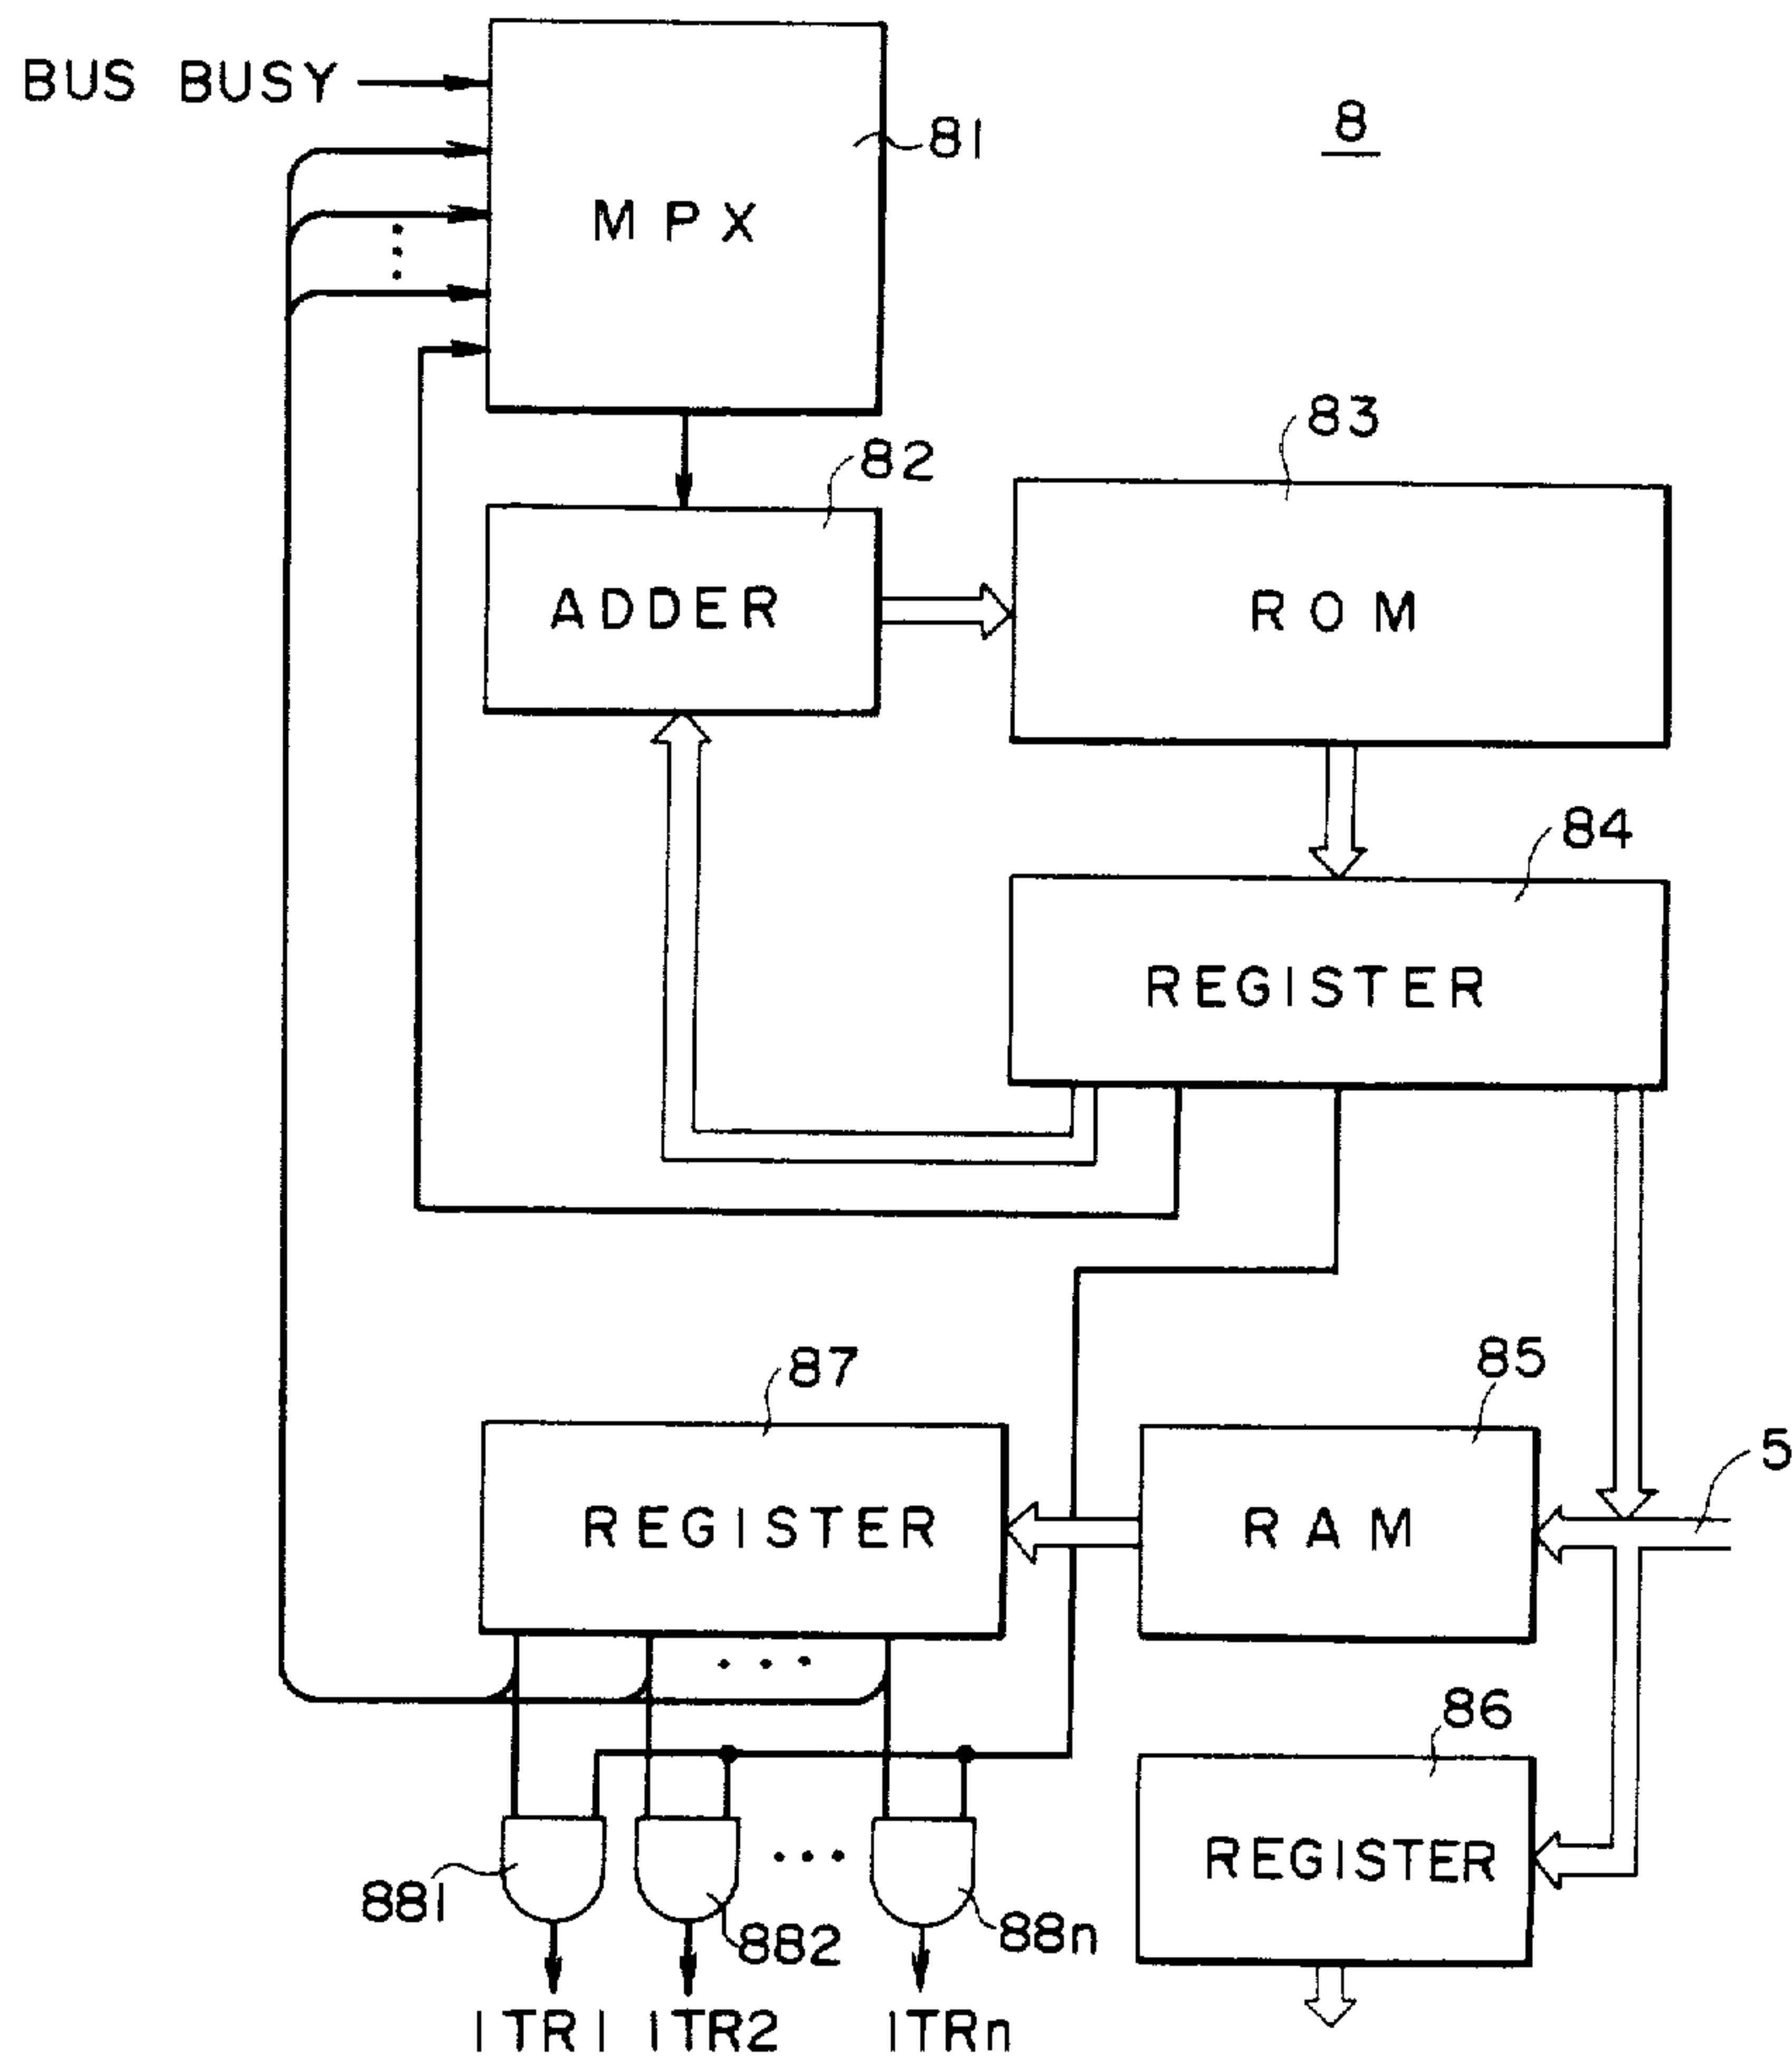 BUS BUSY
81
8
MPX
83
82
ADDER
ROM
84
REGISTER
87
85
5
REGISTER
RAM
86
REGISTER
881
882
88n
ITR1 ITR2 ITRn